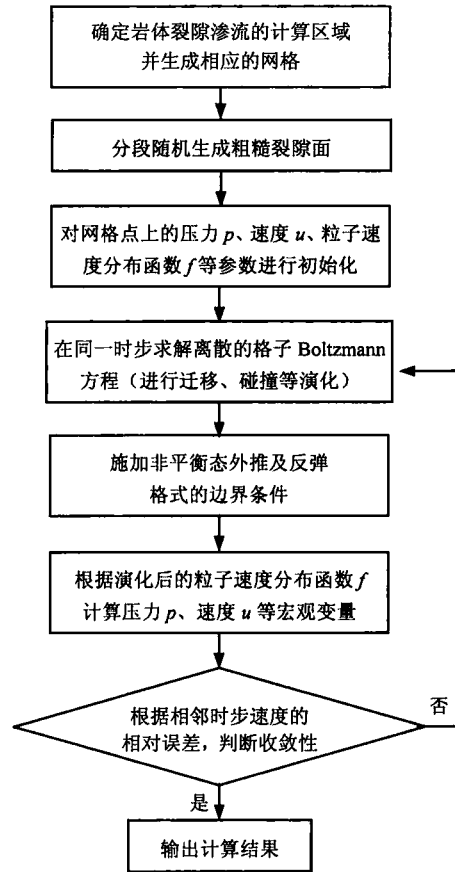 确定岩体裂隙渗流的计算区域
并生成相应的网格
分段随机生成粗糙裂隙面
对网格点上的压力 p、速度 u、粒子速
度分布函数 f 等参数进行初始化
在同一时步求解离散的格子 Boltzmann
方程（进行迁移、碰撞等演化）
施加非平衡态外推及反弹
格式的边界条件
根据演化后的粒子速度分布函数 f
计算压力 p、速度 u 等宏观变量
根据相邻时步速度的
相对误差，判断收敛性
否
是
输出计算结果